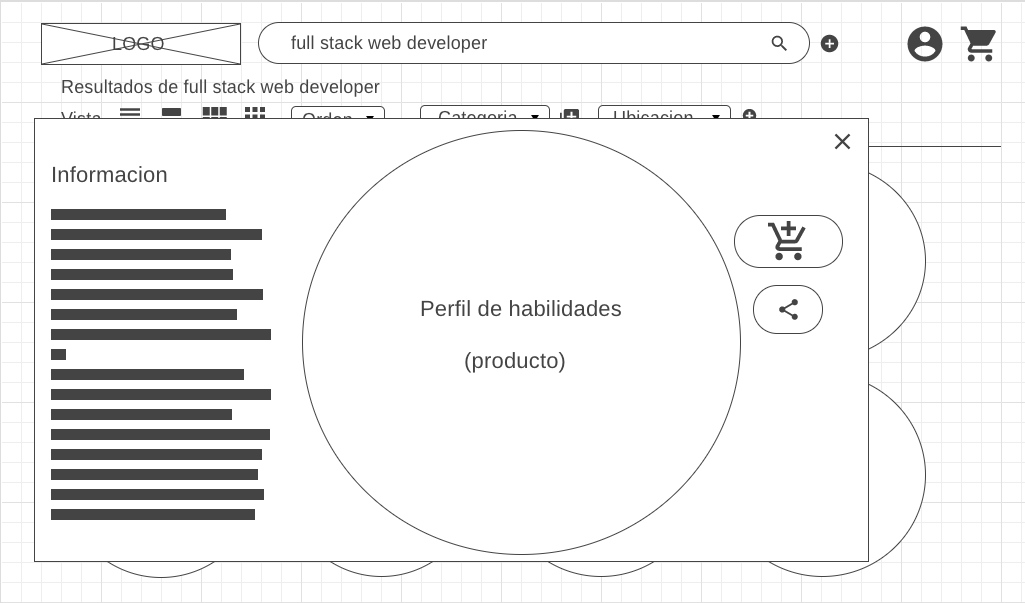 LOGO
full stack web developer
Resultados de full stack web developer
Vista
Orden
Categoria
Ubicacion
Informacion
Perfil de habilidades
(producto)